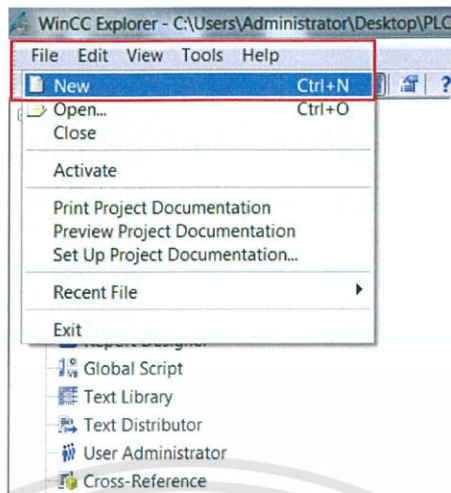 WinCC Explorer - C:\Users\Administrator\Desktop\PLC
File Edit View Tools Help
New Ctrl+N
?
Open... Ctrl+O
Close
Activate
Print Project Documentation
Preview Project Documentation
Set Up Project Documentation...
Recent File
Exit
Report Designer
Global Script
Text Library
Text Distributor
User Administrator
Cross-Reference